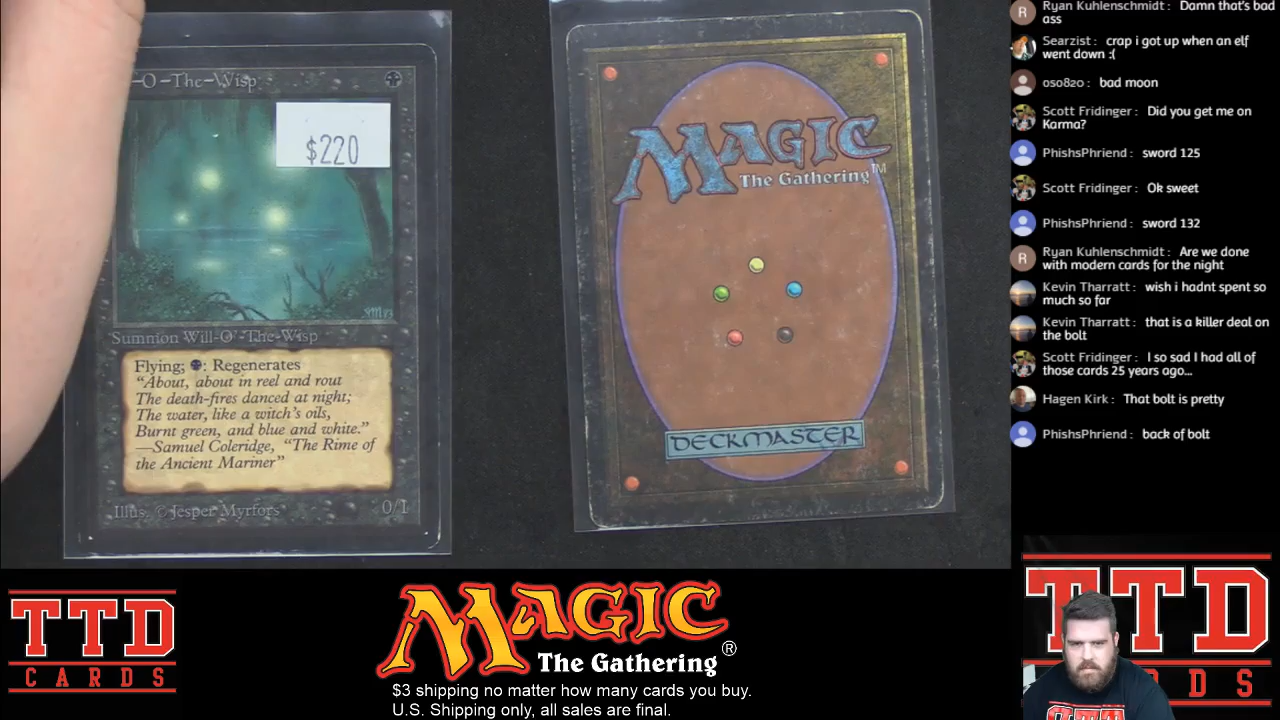 -O-The-Wisp
$220
Summon Will-O'-The-Wisp
Flying; : Regenerates
"About, about in reel and rout
The death-fires danced at night;
The water, like a witch's oils,
Burnt green, and blue and white."
—Samuel Coleridge, "The Rime of
the Ancient Mariner"
Illus. © Jesper Myrfors
0/1
MAGIC
The Gathering™
DECKMASTER
Ryan Kuhlenschmidt : Damn that's bad
ass
Searzist : crap i got up when an elf
went down :(
oso820 : bad moon
Scott Fridinger : Did you get me on
Karma?
PhishsPhriend : sword 125
Scott Fridinger : Ok sweet
PhishsPhriend : sword 132
Ryan Kuhlenschmidt : Are we done
with modern cards for the night
Kevin Tharratt : wish i hadnt spent so
much so far
Kevin Tharratt : that is a killer deal on
the bolt
Scott Fridinger : I so sad I had all of
those cards 25 years ago...
Hagen Kirk : That bolt is pretty
PhishsPhriend : back of bolt
TTD
CARDS
MAGIC
The Gathering®
$3 shipping no matter how many cards you buy.
U.S. Shipping only, all sales are final.
TTD
RDS